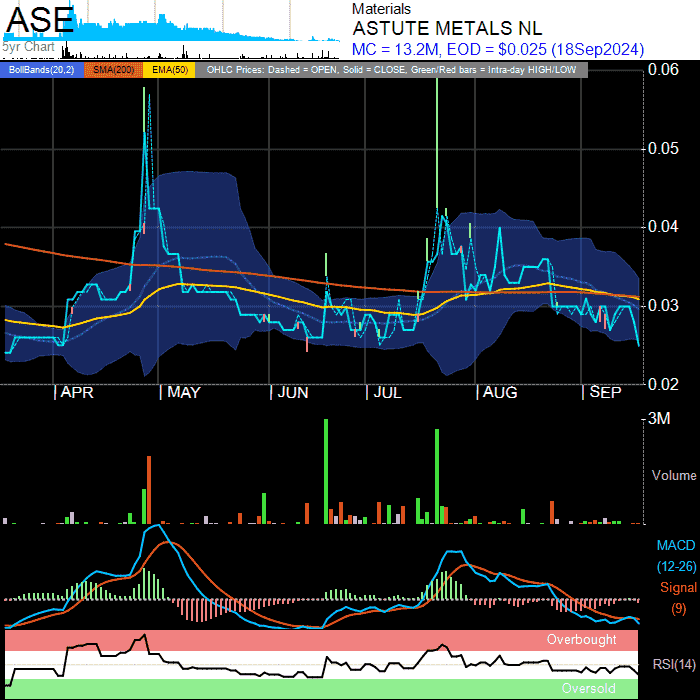 ASE
5yr Chart
Materials
ASTUTE METALS NL
MC = 13.2M, EOD = $0.025 (18Sep2024)
BollBands(20,2) SMA(200) EMA(50) OHLC Prices: Dashed = OPEN, Solid = CLOSE, Green/Red bars = Intra-day HIGH/LOW
0.06
0.05
0.04
0.03
0.02
APR MAY JUN JUL AUG SEP
3M
Volume
MACD
(12-26)
Signal
(9)
Overbought
RSI(14)
Oversold